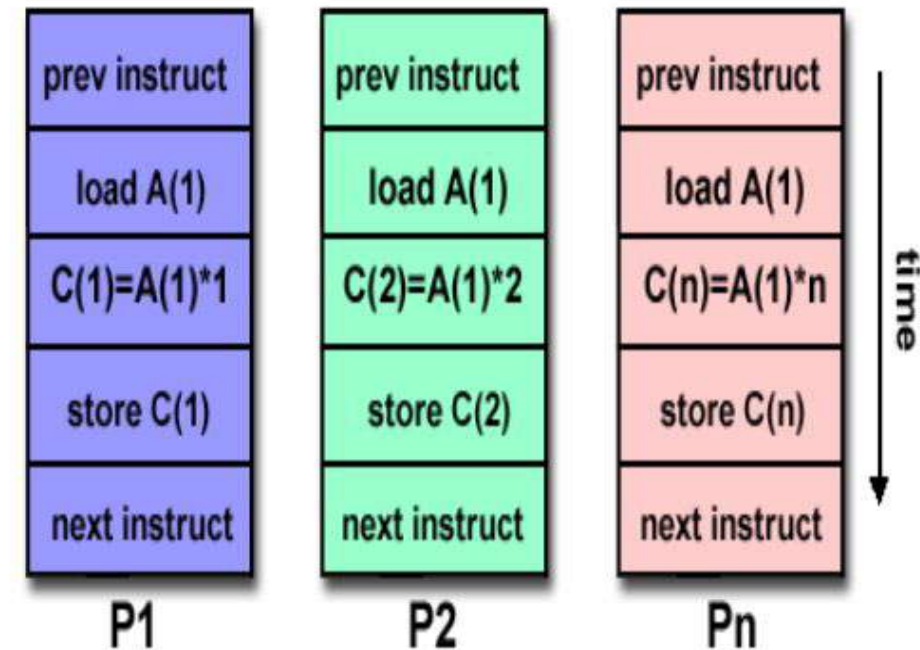 prev instruct
load A(1)
C(1)=A(1)*1
store C(1)
next instruct
P1
prev instruct
load A(1)
C(2)=A(1)*2
store C(2)
next instruct
P2
prev instruct
load A(1)
C(n)=A(1)*n
store C(n)
next instruct
Pn
time